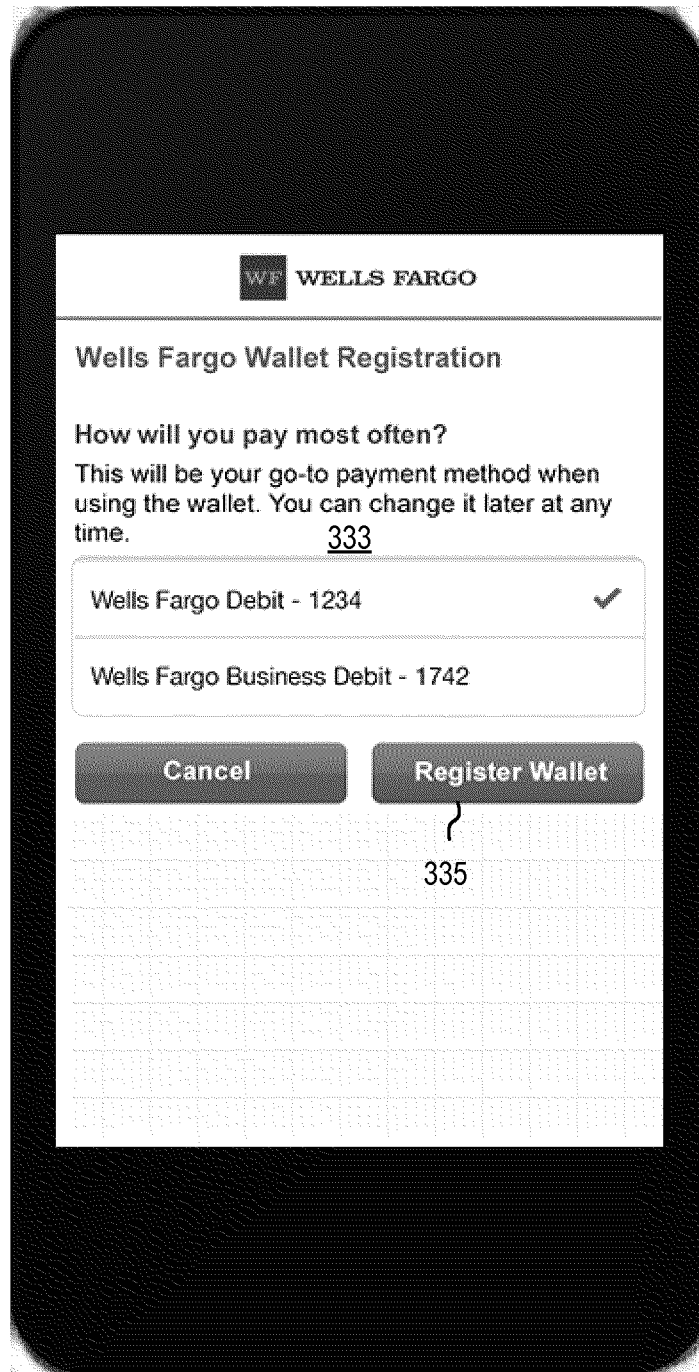 WF WELLS FARGO
Wells Fargo Wallet Registration
How will you pay most often?
This will be your go-to payment method when
using the wallet. You can change it later at any
time.
333
Wells Fargo Debit - 1234
Wells Fargo Business Debit - 1742
Cancel Register Wallet
335